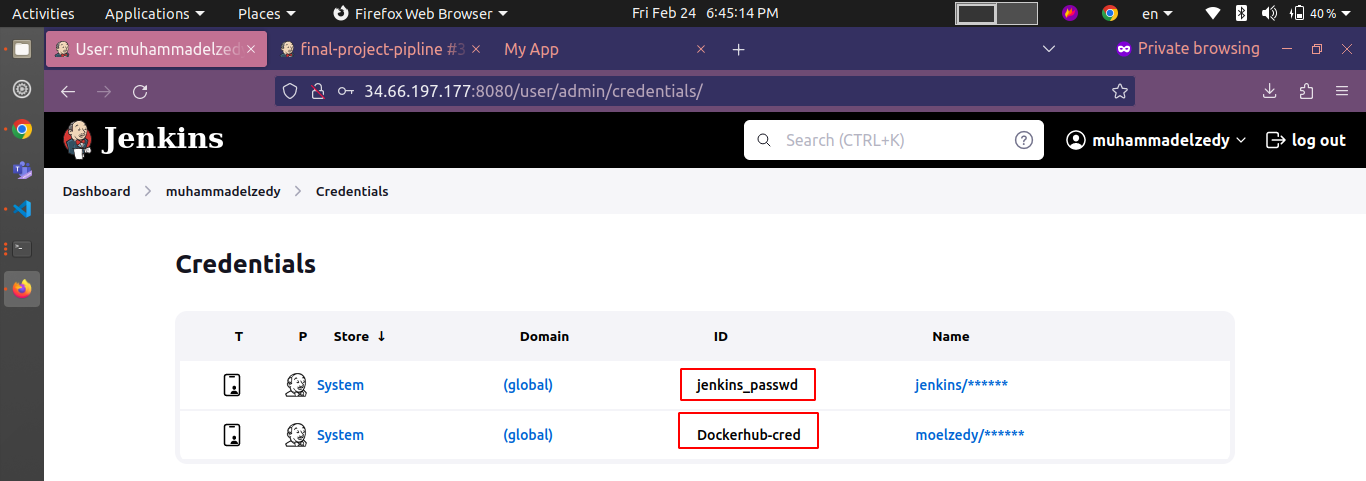 Activities Applications Places Firefox Web Browser Fri Feb 24 6:45:14 PM en 40 %
User: muhammadelzed final-project-pipline #3 My App Private browsing
34.66.197.177:8080/user/admin/credentials/
Jenkins Search (CTRL+K) ? muhammadelzedy log out
Dashboard muhammadelzedy Credentials
Credentials
T P Store ↓ Domain ID Name
System (global) jenkins_passwd jenkins/******
System (global) Dockerhub-cred moelzedy/******